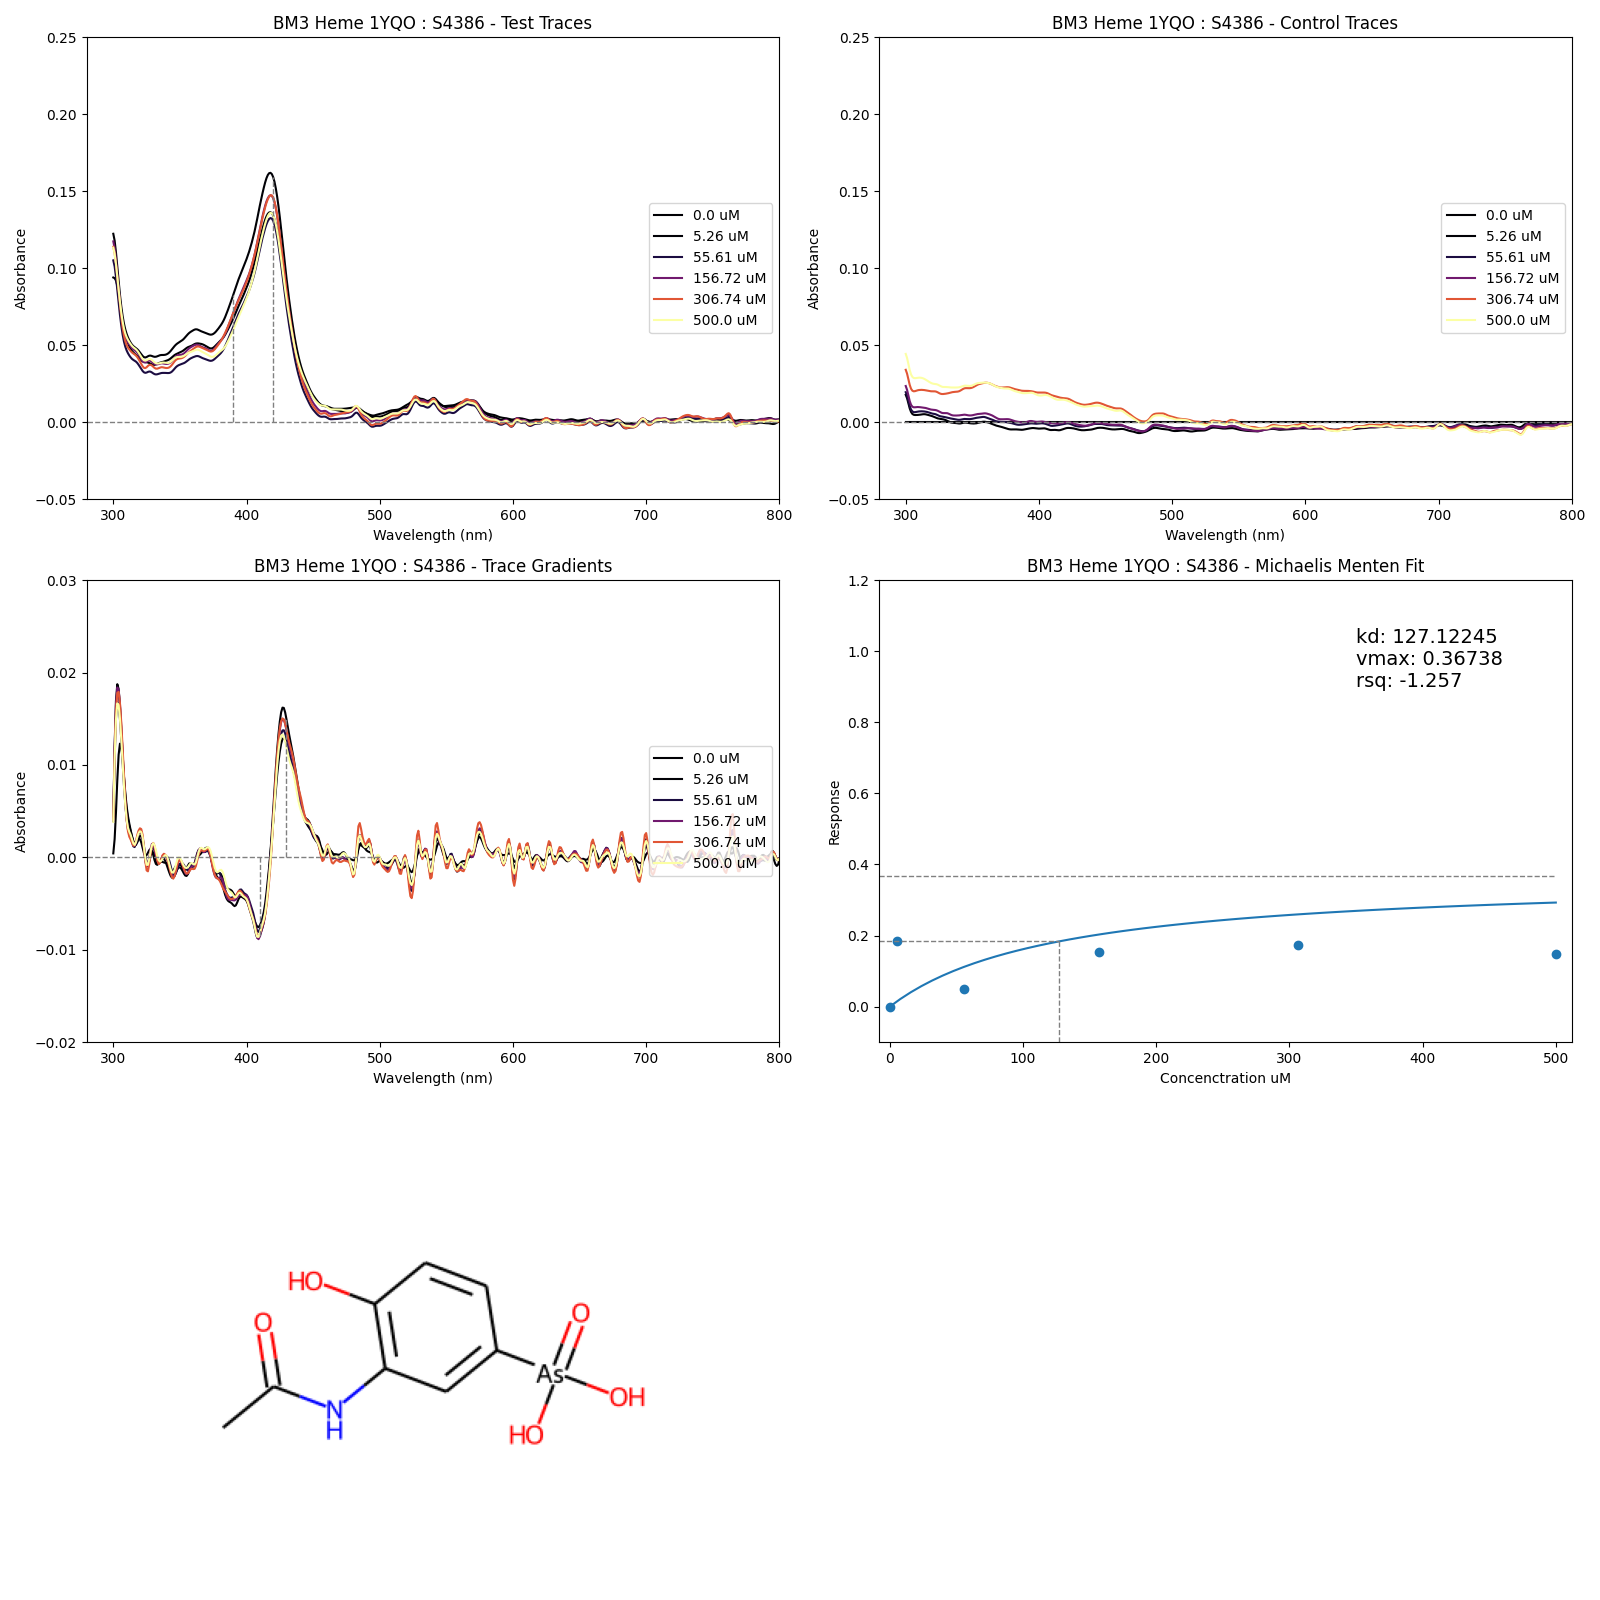 BM3 Heme 1YQO : S4386 - Test Traces
0.25
0.20
0.15
0.10
0.05
0.00
−0.05
Absorbance
300 400 500 600 700 800
Wavelength (nm)
0.0 uM
5.26 uM
55.61 uM
156.72 uM
306.74 uM
500.0 uM
BM3 Heme 1YQO : S4386 - Control Traces
0.25
0.20
0.15
0.10
0.05
0.00
−0.05
Absorbance
300 400 500 600 700 800
Wavelength (nm)
0.0 uM
5.26 uM
55.61 uM
156.72 uM
306.74 uM
500.0 uM
BM3 Heme 1YQO : S4386 - Trace Gradients
0.03
0.02
0.01
0.00
−0.01
−0.02
Absorbance
300 400 500 600 700 800
Wavelength (nm)
0.0 uM
5.26 uM
55.61 uM
156.72 uM
306.74 uM
500.0 uM
BM3 Heme 1YQO : S4386 - Michaelis Menten Fit
1.2
1.0
0.8
0.6
0.4
0.2
0.0
Response
0 100 200 300 400 500
Concenctration uM
kd: 127.12245
vmax: 0.36738
rsq: -1.257
HO
O
N
H
As
O
OH
HO